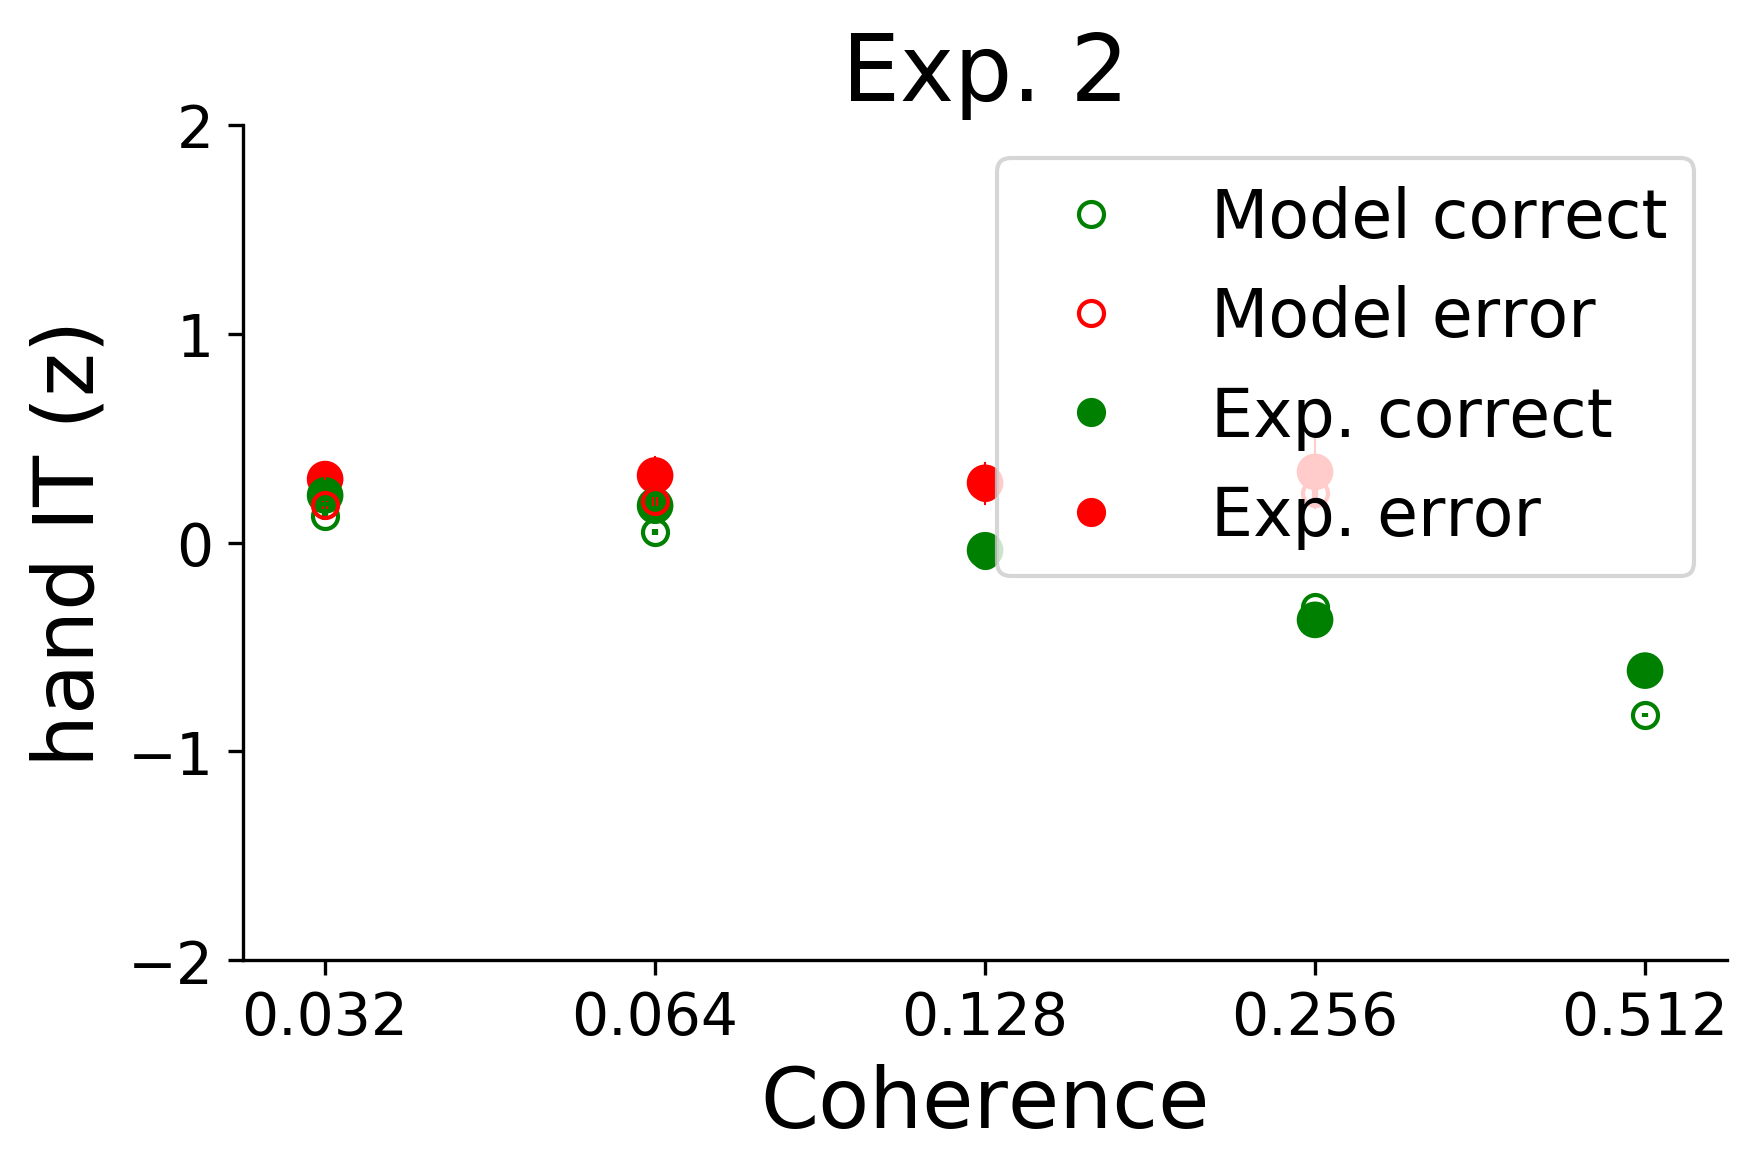 Exp. 2
2
1
0
−1
−2
hand IT (z)
Model correct
Model error
Exp. correct
Exp. error
0.032 0.064 0.128 0.256 0.512
Coherence